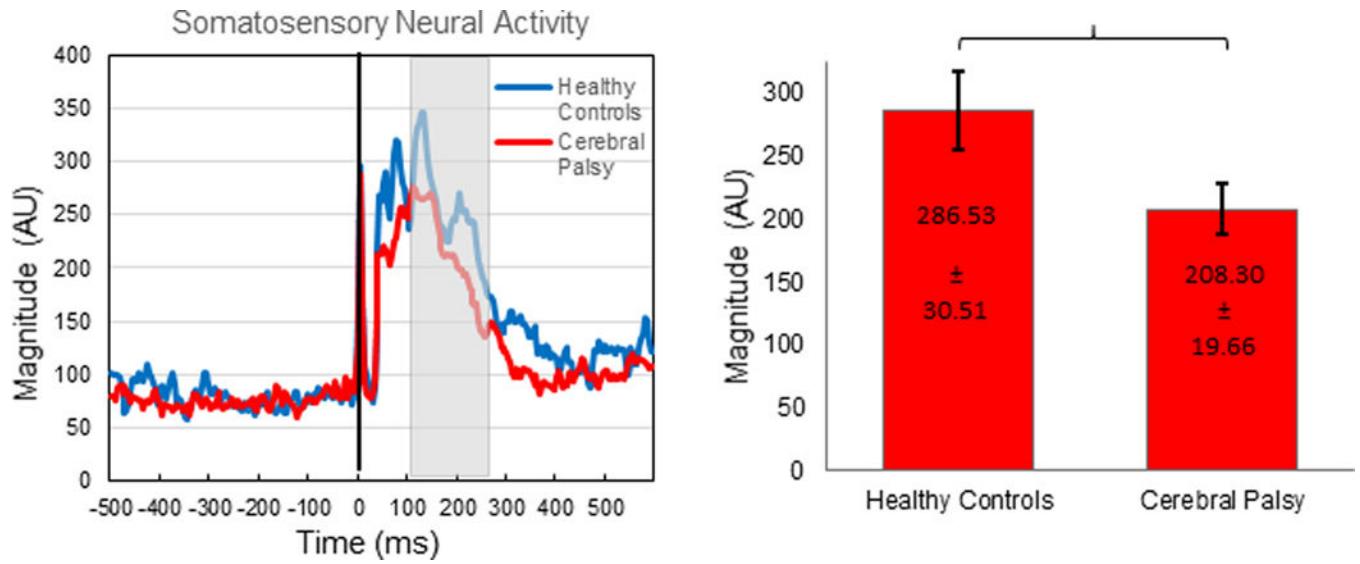 Somatosensory Neural Activity
Magnitude (AU)
400
350
300
250
200
150
100
50
0
Healthy
Controls
Cerebral
Palsy
-500 -400 -300 -200 -100 0 100 200 300 400 500
Time (ms)
Magnitude (AU)
300
250
200
150
100
50
0
286.53
±
30.51
208.30
±
19.66
Healthy Controls
Cerebral Palsy